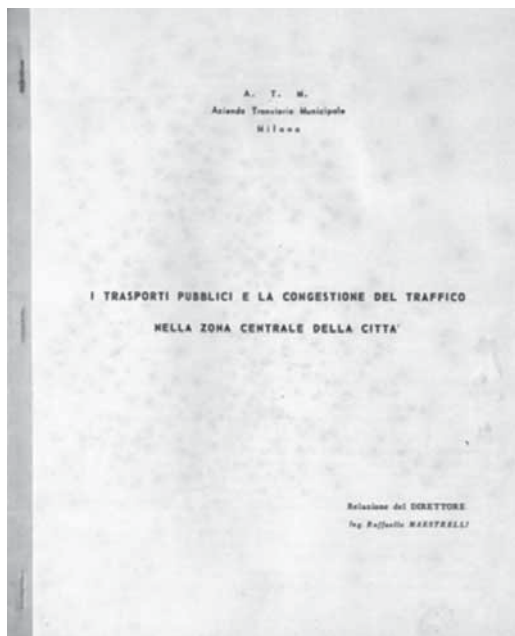 A. T. M.
Azienda Tranviaria Municipale
Milano
I TRASPORTI PUBBLICI E LA CONGESTIONE DEL TRAFFICO
NELLA ZONA CENTRALE DELLA CITTA'
Relazione del DIRETTORE
Ing. Raffaello MAESTRELLI